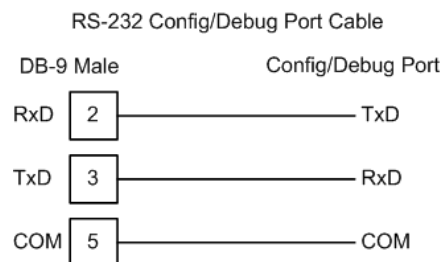 RS-232 Config/Debug Port Cable
DB-9 Male Config/Debug Port
RxD 2 TxD
TxD 3 RxD
COM 5 COM